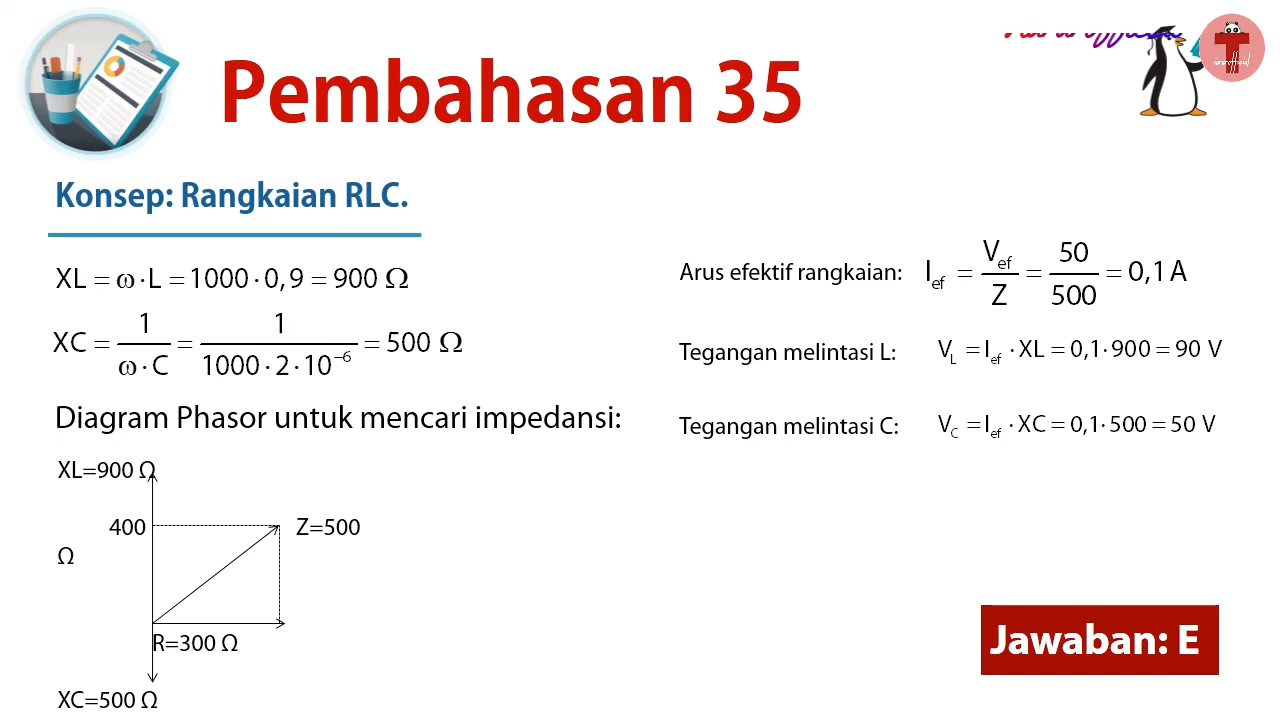 Pembahasan 35
Konsep: Rangkaian RLC.
XL = ω · L = 1000 · 0,9 = 900 Ω
XC = 1 / ω · C = 1 / 1000 · 2 · 10⁻⁶ = 500 Ω
Diagram Phasor untuk mencari impedansi:
XL=900 Ω
400
Z=500
Ω
R=300 Ω
XC=500 Ω
Arus efektif rangkaian: I_ef = V_ef / Z = 50 / 500 = 0,1 A
Tegangan melintasi L: V_L = I_ef · XL = 0,1 · 900 = 90 V
Tegangan melintasi C: V_C = I_ef · XC = 0,1 · 500 = 50 V
Jawaban: E